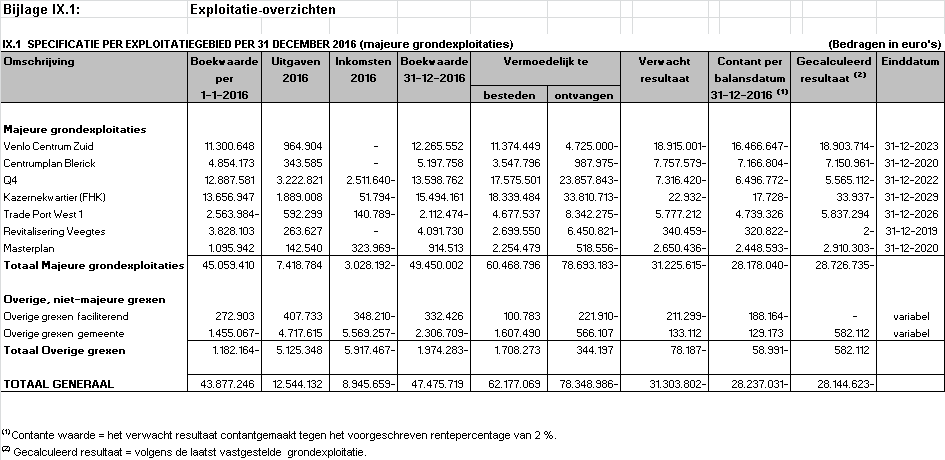 Bijlage IX.1: Exploitatie-overzichten
IX.1 SPECIFICATIE PER EXPLOITATIEGEBIED PER 31 DECEMBER 2016 (majeure grondexploitaties) (Bedragen in euro's)
Omschrijving Boekwaarde Uitgaven Inkomsten Boekwaarde Vermoedelijk te Verwacht Contant per Gecalculeerd Einddatum
per 2016 2016 31-12-2016 resultaat balansdatum resultaat (2)
1-1-2016 besteden ontvangen 31-12-2016 (1)
Majeure grondexploitaties
Venlo Centrum Zuid 11.300.648 964.904 - 12.265.552 11.374.449 4.725.000- 18.915.001- 16.466.647- 18.903.714- 31-12-2023
Centrumplan Blerick 4.854.173 343.585 - 5.197.758 3.547.796 987.975- 7.757.579- 7.166.804- 7.150.961- 31-12-2020
Q4 12.887.581 3.222.821 2.511.640- 13.598.762 17.575.501 23.857.843- 7.316.420- 6.496.772- 5.565.112- 31-12-2022
Kazernekwartier (FHK) 13.656.947 1.889.008 51.794- 15.494.161 18.339.484 33.810.713- 22.932- 17.728- 33.937- 31-12-2029
Trade Port West 1 2.563.984- 592.299 140.789- 2.112.474- 4.677.537 8.342.275- 5.777.212 4.739.326 5.837.294 31-12-2026
Revitalisering Veegtes 3.828.103 263.627 - 4.091.730 2.699.550 6.450.821- 340.459- 320.822- 2- 31-12-2019
Masterplan 1.095.942 142.540 323.969- 914.513 2.254.479 518.556- 2.650.436- 2.448.593- 2.910.303- 31-12-2020
Totaal Majeure grondexploitaties 45.059.410 7.418.784 3.028.192- 49.450.002 60.468.796 78.693.183- 31.225.615- 28.178.040- 28.726.735-
Overige, niet-majeure grexen
Overige grexen faciliterend 272.903 407.733 348.210- 332.426 100.783 221.910- 211.299- 188.164- - variabel
Overige grexen gemeente 1.455.067- 4.717.615 5.569.257- 2.306.709- 1.607.490 566.107 133.112 129.173 582.112 variabel
Totaal Overige grexen 1.182.164- 5.125.348 5.917.467- 1.974.283- 1.708.273 344.197 78.187- 58.991- 582.112
TOTAAL GENERAAL 43.877.246 12.544.132 8.945.659- 47.475.719 62.177.069 78.348.986- 31.303.802- 28.237.031- 28.144.623-
(1) Contante waarde = het verwacht resultaat contantgemaakt tegen het voorgeschreven rentepercentage van 2 %.
(2) Gecalculeerd resultaat = volgens de laatst vastgestelde grondexploitatie.